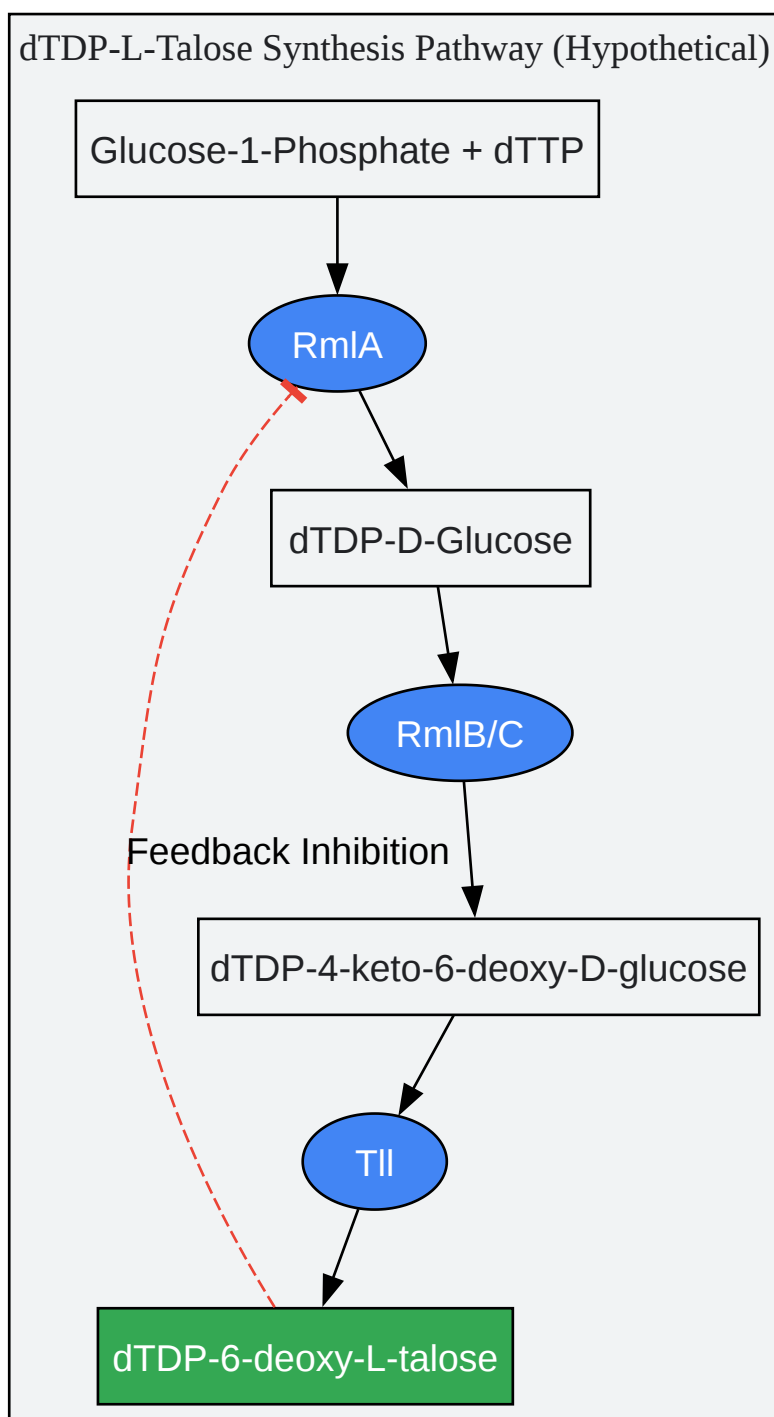 dTDP-L-Talose Synthesis Pathway (Hypothetical)
Glucose-1-Phosphate + dTTP
RmlA
dTDP-D-Glucose
RmlB/C
Feedback Inhibition
dTDP-4-keto-6-deoxy-D-glucose
Tll
dTDP-6-deoxy-L-talose